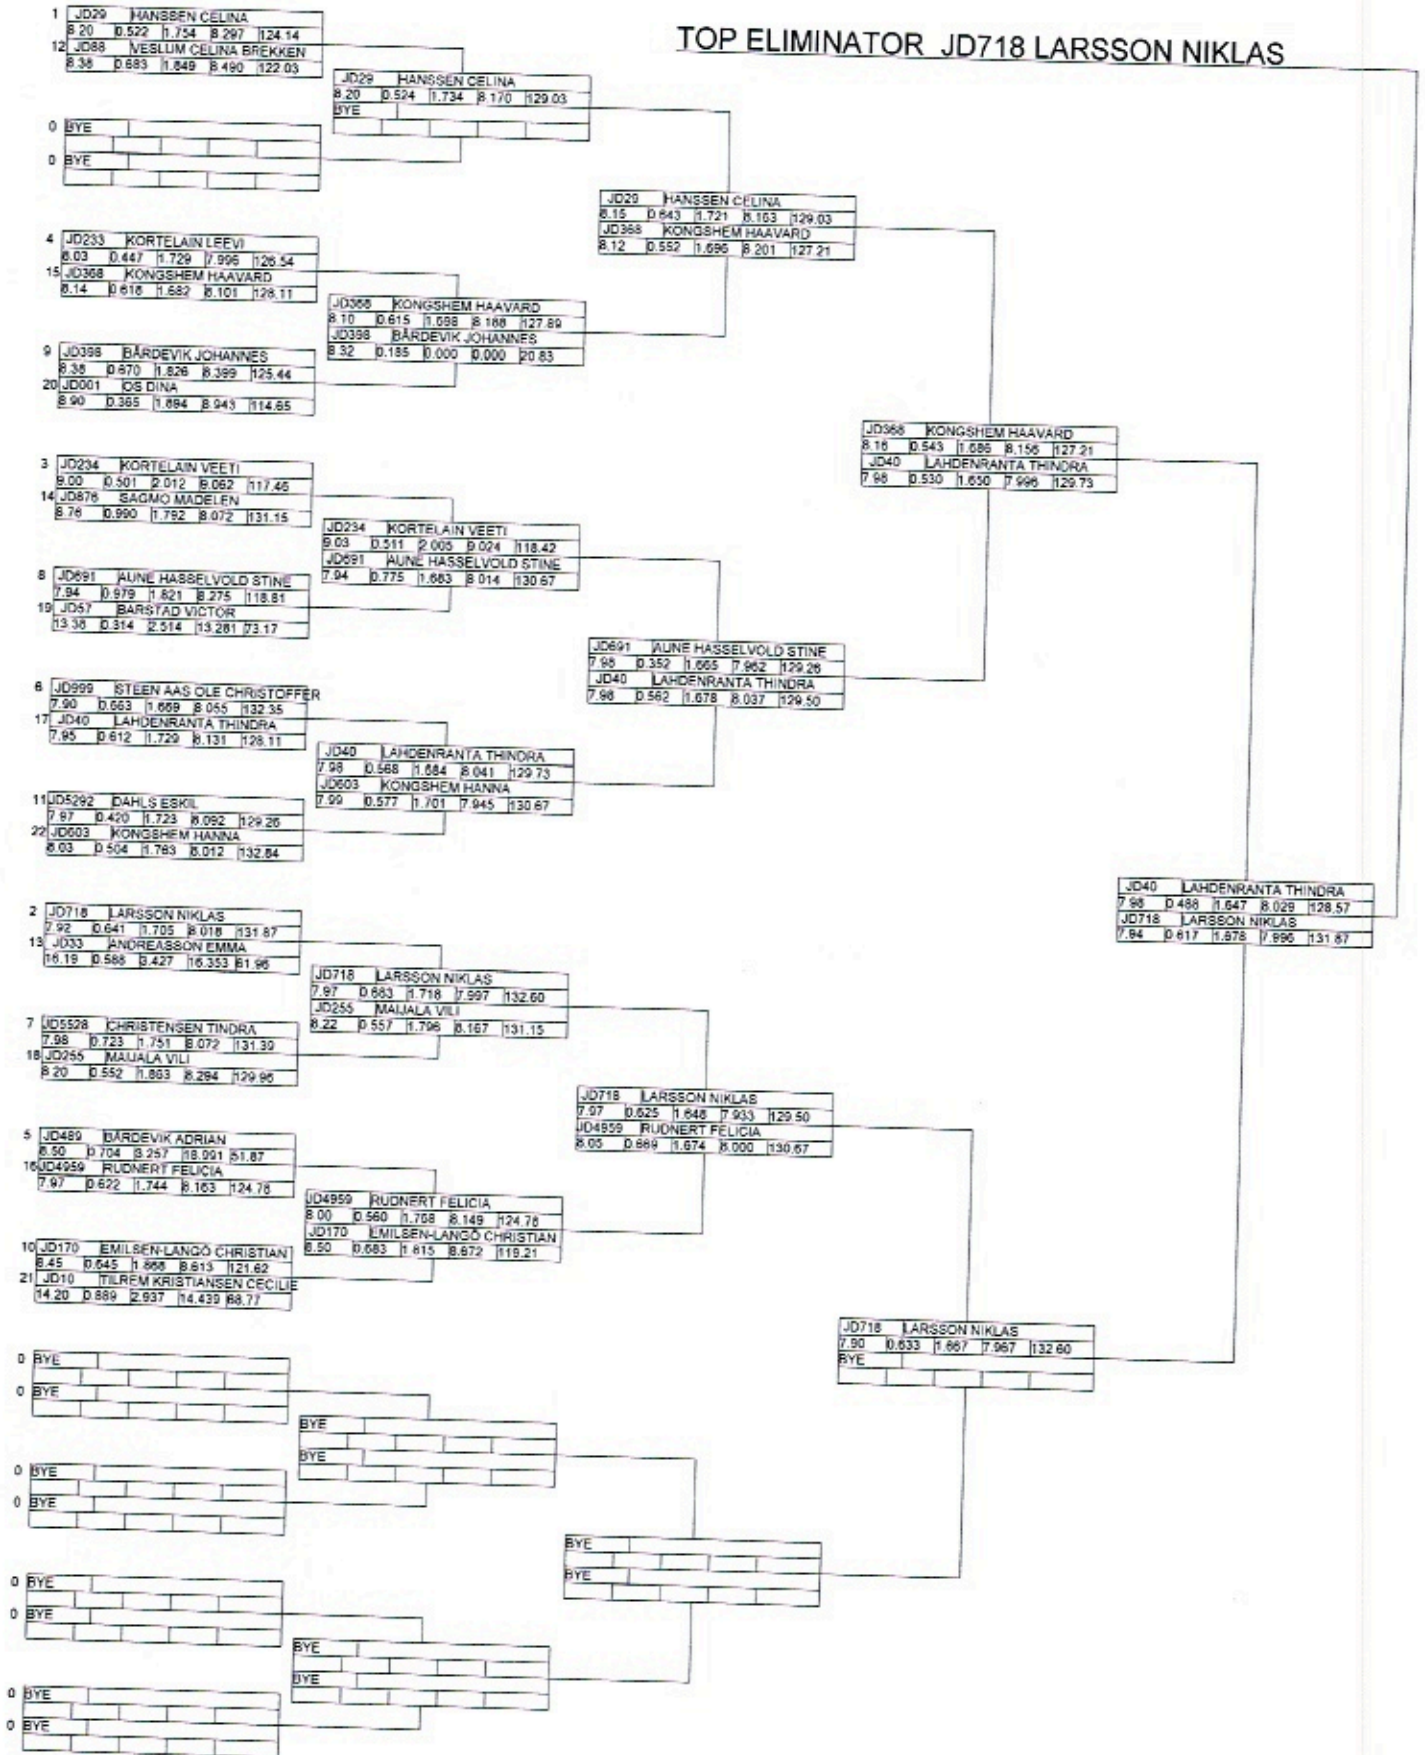 TOP ELIMINATOR JD718 LARSSON NIKLAS
1 JD29 HANSSEN CELINA
8.20 0.522 1.754 8.297 124.14
12 JD88 VESLUM CELINA BREKKEN
8.38 0.683 1.849 8.490 122.03
0 BYE
0 BYE
4 JD233 KORTELAIN LEEVI
8.03 0.447 1.729 7.996 126.54
15 JD368 KONGSHEM HAAVARD
8.14 0.618 1.682 8.101 128.11
9 JD398 BÅRDEVIK JOHANNES
8.38 0.670 1.826 8.399 125.44
20 JD001 OS DINA
8.90 0.365 1.894 8.943 114.65
3 JD234 KORTELAIN VEETI
9.00 0.501 2.012 9.062 117.46
14 JD876 SAGMO MADELEN
8.76 0.990 1.792 8.072 131.15
8 JD691 AUNE HASSELVOLD STINE
7.94 0.979 1.821 8.275 118.81
19 JD57 BARSTAD VICTOR
13.38 0.314 2.514 13.281 73.17
6 JD999 STEEN AAS OLE CHRISTOFFER
7.90 0.663 1.669 8.055 132.35
17 JD40 LAHDENRANTA THINDRA
7.95 0.612 1.729 8.131 128.11
11 JD5292 DAHLS ESKIL
7.97 0.420 1.723 8.092 129.26
22 JD603 KONGSHEM HANNA
8.03 0.504 1.763 8.012 132.84
2 JD718 LARSSON NIKLAS
7.92 0.641 1.705 8.018 131.87
13 JD33 ANDREASSON EMMA
16.19 0.588 3.427 16.353 81.96
7 JD5528 CHRISTENSEN TINDRA
7.98 0.723 1.751 8.072 131.39
18 JD255 MAIJALA VILI
8.20 0.552 1.863 8.294 129.96
5 JD489 BÅRDEVIK ADRIAN
8.50 0.704 3.257 18.991 51.87
16 JD4959 RUDNERT FELICIA
7.97 0.622 1.744 8.163 124.78
10 JD170 EMILSEN-LANGÖ CHRISTIAN
8.45 0.645 1.868 8.613 121.62
21 JD10 TILREM KRISTIANSEN CECILIE
14.20 0.889 2.937 14.439 68.77
0 BYE
0 BYE
0 BYE
0 BYE
0 BYE
0 BYE
0 BYE
0 BYE
JD29 HANSSEN CELINA
8.20 0.524 1.734 8.170 129.03
BYE
JD368 KONGSHEM HAAVARD
8.10 0.615 1.698 8.188 127.89
JD398 BÅRDEVIK JOHANNES
8.32 0.185 0.000 0.000 20.83
JD234 KORTELAIN VEETI
9.03 0.511 2.005 9.024 118.42
JD691 AUNE HASSELVOLD STINE
7.94 0.775 1.683 8.014 130.67
JD40 LAHDENRANTA THINDRA
7.98 0.568 1.684 8.041 129.73
JD603 KONGSHEM HANNA
7.99 0.577 1.701 7.945 130.67
JD718 LARSSON NIKLAS
7.97 0.683 1.718 7.997 132.60
JD255 MAIJALA VILI
8.22 0.557 1.796 8.167 131.15
JD4959 RUDNERT FELICIA
8.00 0.560 1.758 8.149 124.78
JD170 EMILSEN-LANGÖ CHRISTIAN
8.50 0.683 1.815 8.672 119.21
BYE
BYE
BYE
BYE
JD29 HANSSEN CELINA
8.15 0.643 1.721 8.163 129.03
JD368 KONGSHEM HAAVARD
8.12 0.552 1.696 8.201 127.21
JD691 AUNE HASSELVOLD STINE
7.98 0.352 1.665 7.962 129.26
JD40 LAHDENRANTA THINDRA
7.98 0.562 1.678 8.037 129.50
JD718 LARSSON NIKLAS
7.97 0.625 1.648 7.933 129.50
JD4959 RUDNERT FELICIA
8.05 0.669 1.674 8.000 130.67
BYE
BYE
JD368 KONGSHEM HAAVARD
8.16 0.543 1.686 8.156 127.21
JD40 LAHDENRANTA THINDRA
7.98 0.530 1.650 7.996 129.73
JD718 LARSSON NIKLAS
7.90 0.633 1.667 7.967 132.60
BYE
JD40 LAHDENRANTA THINDRA
7.98 0.488 1.647 8.029 128.57
JD718 LARSSON NIKLAS
7.94 0.617 1.678 7.996 131.87